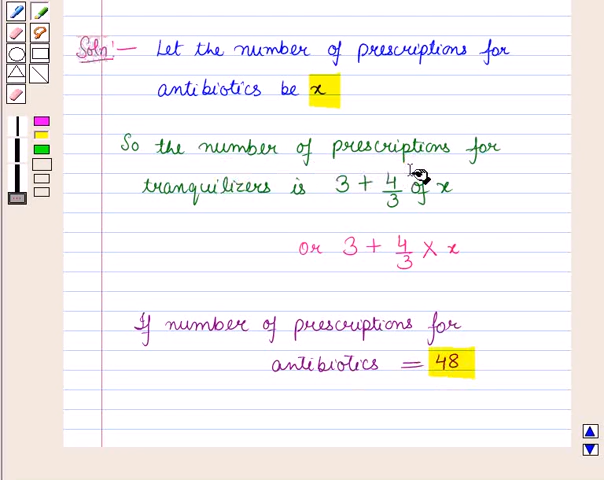 Soln:- Let the number of prescriptions for
antibiotics be x
So the number of prescriptions for
tranquilizers is 3 + 4/3 of x
or 3 + 4/3 × x
If number of prescriptions for
antibiotics = 48